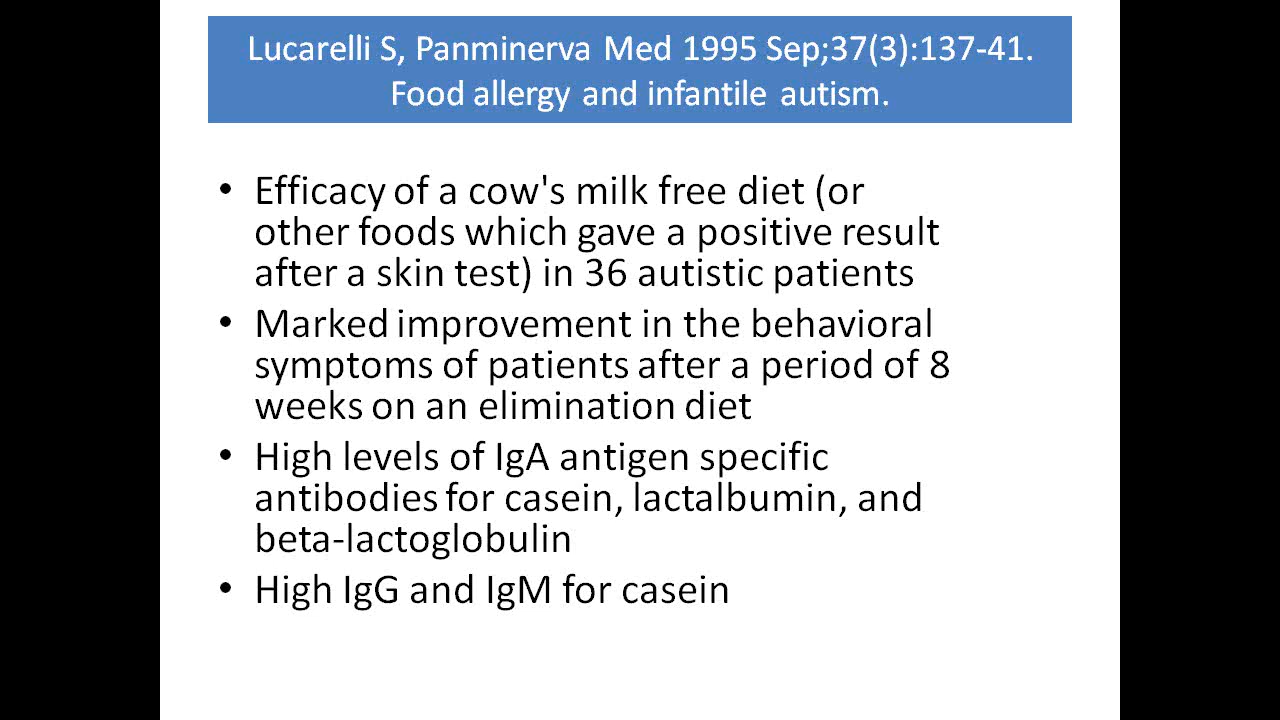 Lucarelli S, Panminerva Med 1995 Sep;37(3):137-41.
Food allergy and infantile autism.
• Efficacy of a cow's milk free diet (or
other foods which gave a positive result
after a skin test) in 36 autistic patients
• Marked improvement in the behavioral
symptoms of patients after a period of 8
weeks on an elimination diet
• High levels of IgA antigen specific
antibodies for casein, lactalbumin, and
beta-lactoglobulin
• High IgG and IgM for casein